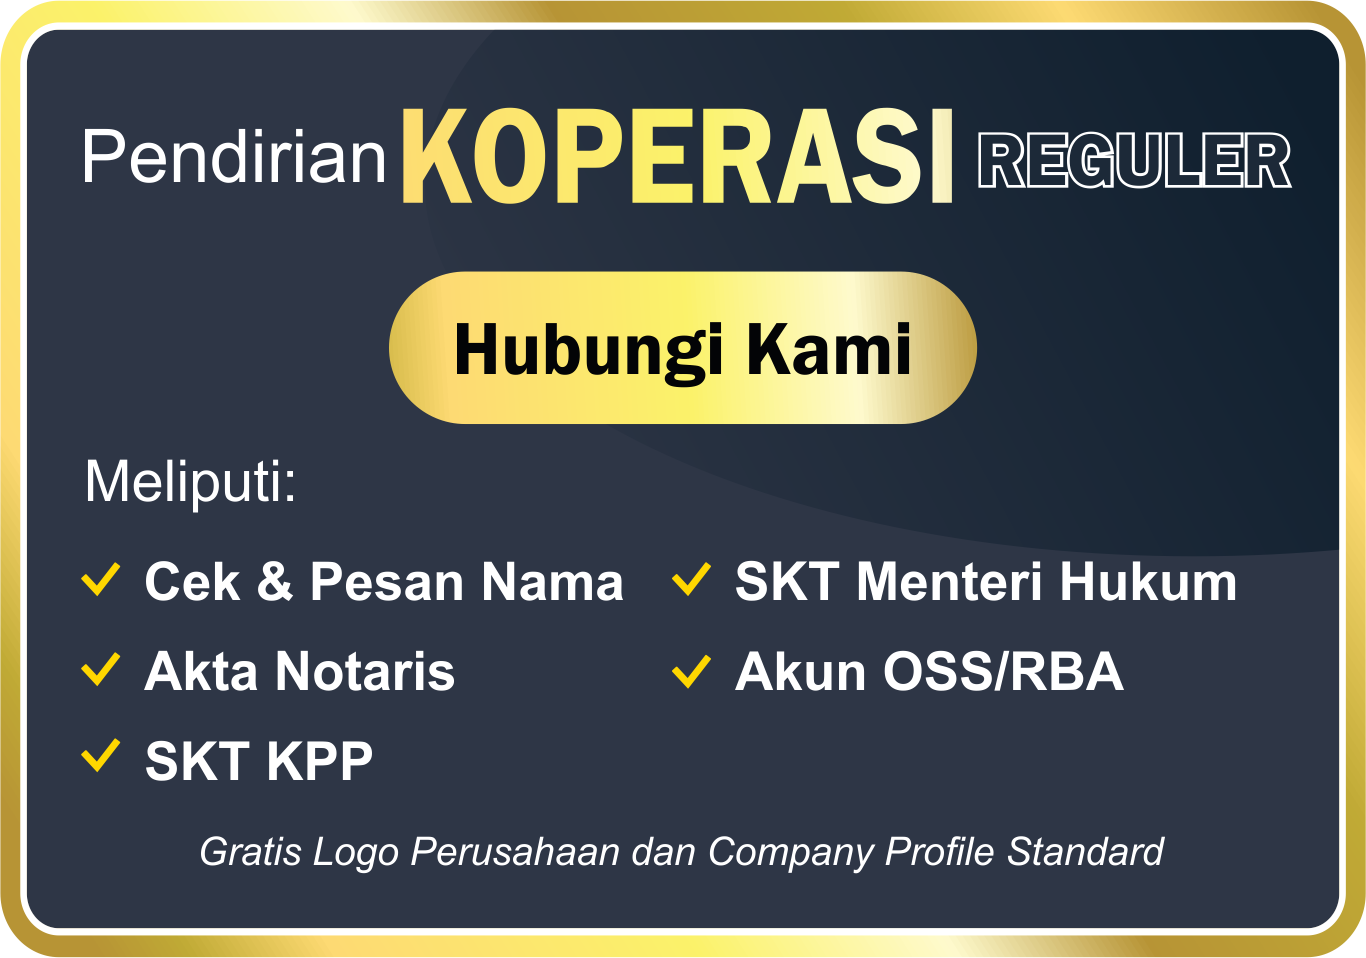 Pendirian KOPERASI REGULER
Hubungi Kami
Meliputi:
Cek & Pesan Nama
Akta Notaris
SKT KPP
SKT Menteri Hukum
Akun OSS/RBA
Gratis Logo Perusahaan dan Company Profile Standard